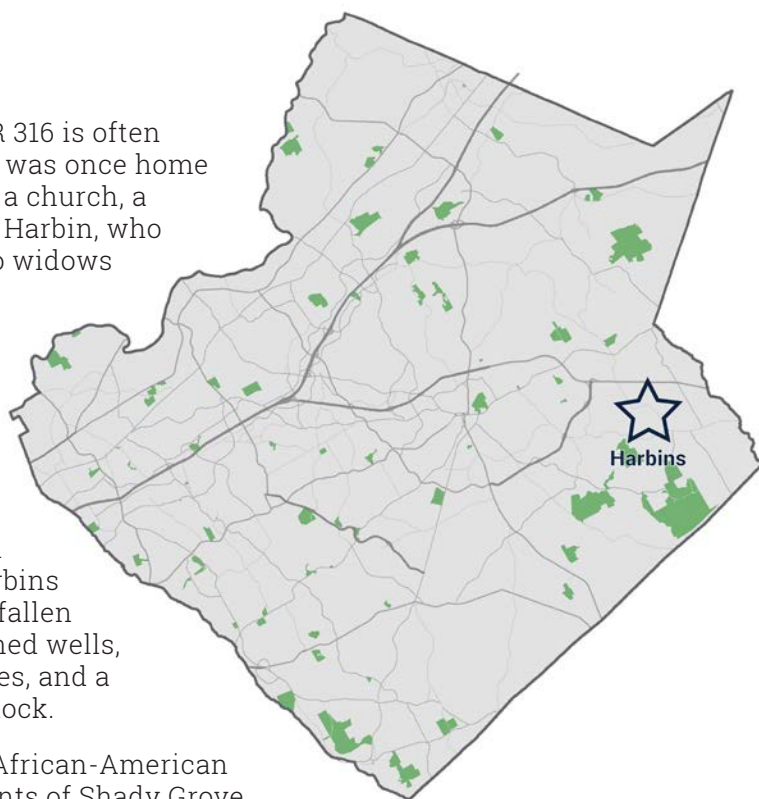 R 316 is often
was once home
a church, a
Harbin, who
o widows
Harbins
rbins
fallen
ned wells,
es, and a
ock.
African-American
nts of Shady Grove